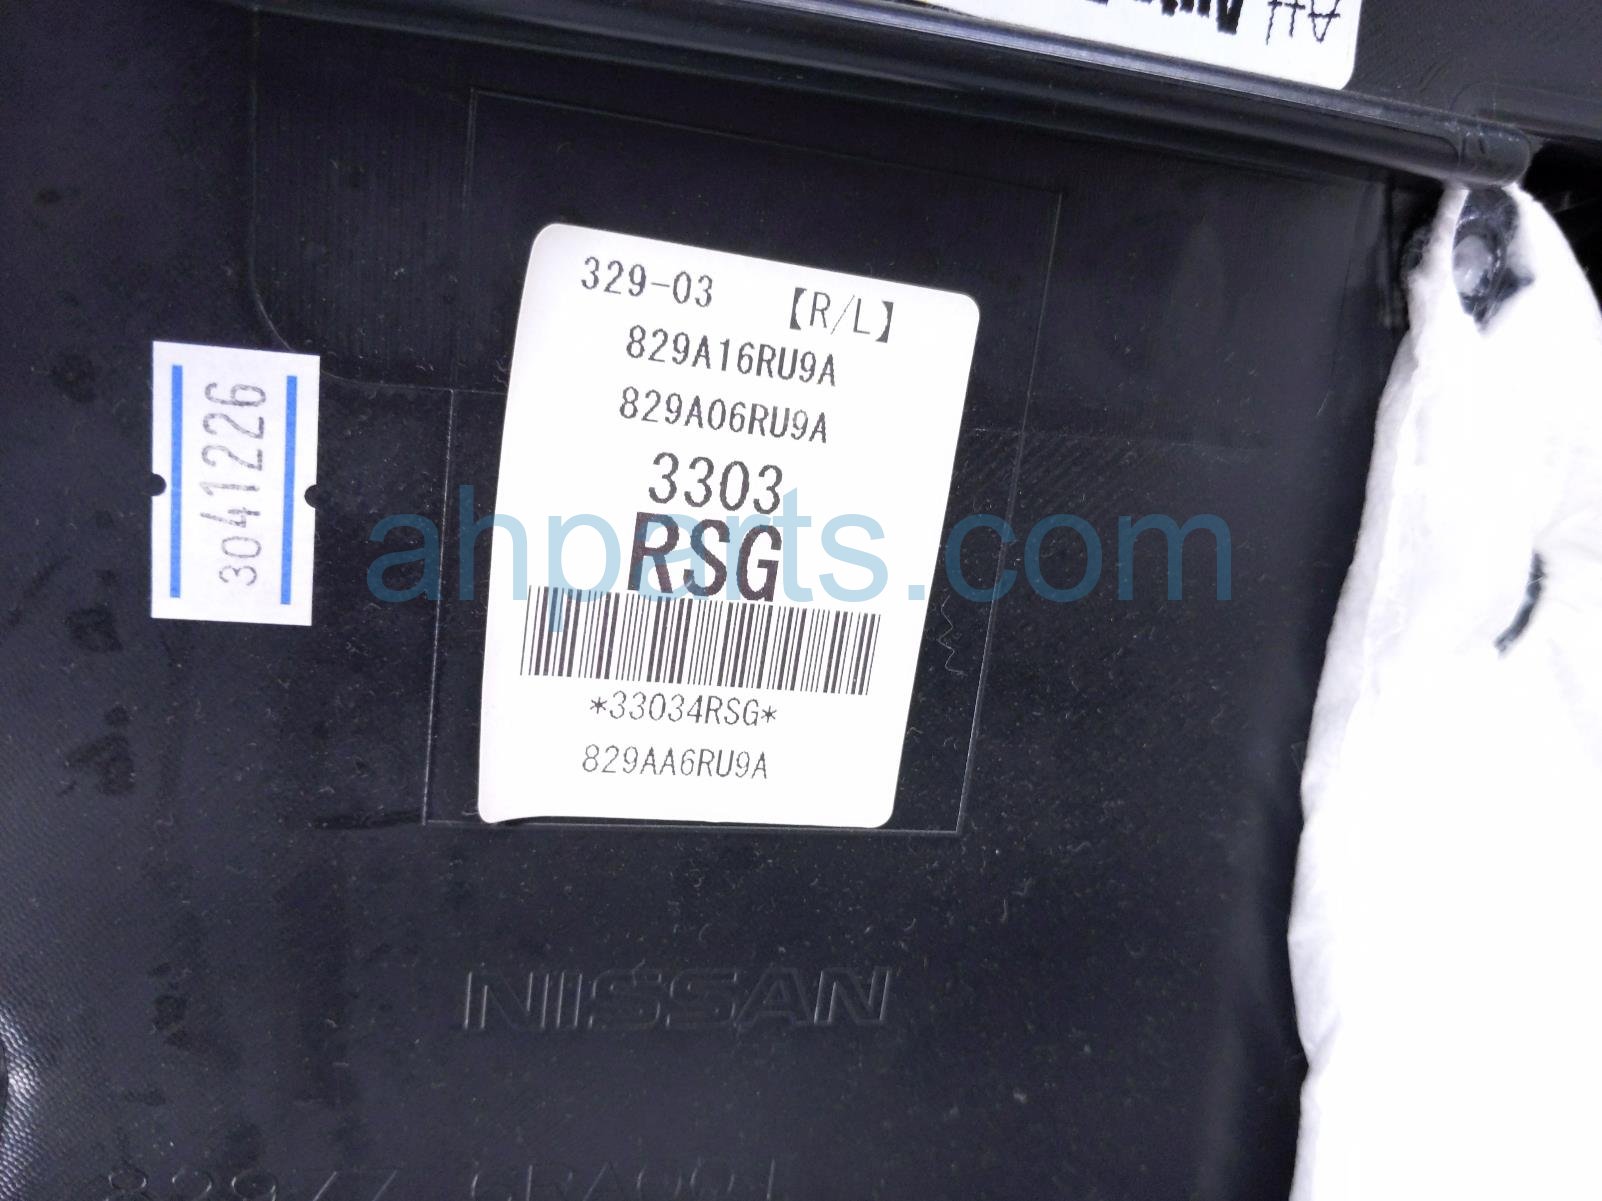 329-03 【R/L】
829A16RU9A
829A06RU9A
3303
RSG
*33034RSG*
829AA6RU9A
3041226
ahparts.com
NISSAN